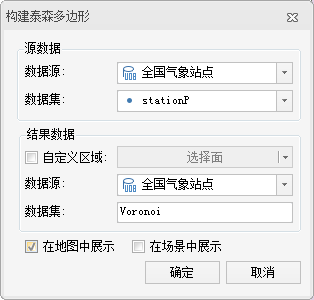 构建泰森多边形
源数据
数据源: 全国气象站点
数据集: stationP
结果数据
自定义区域: 选择面
数据源: 全国气象站点
数据集: Voronoi
在地图中展示 在场景中展示
确定 取消